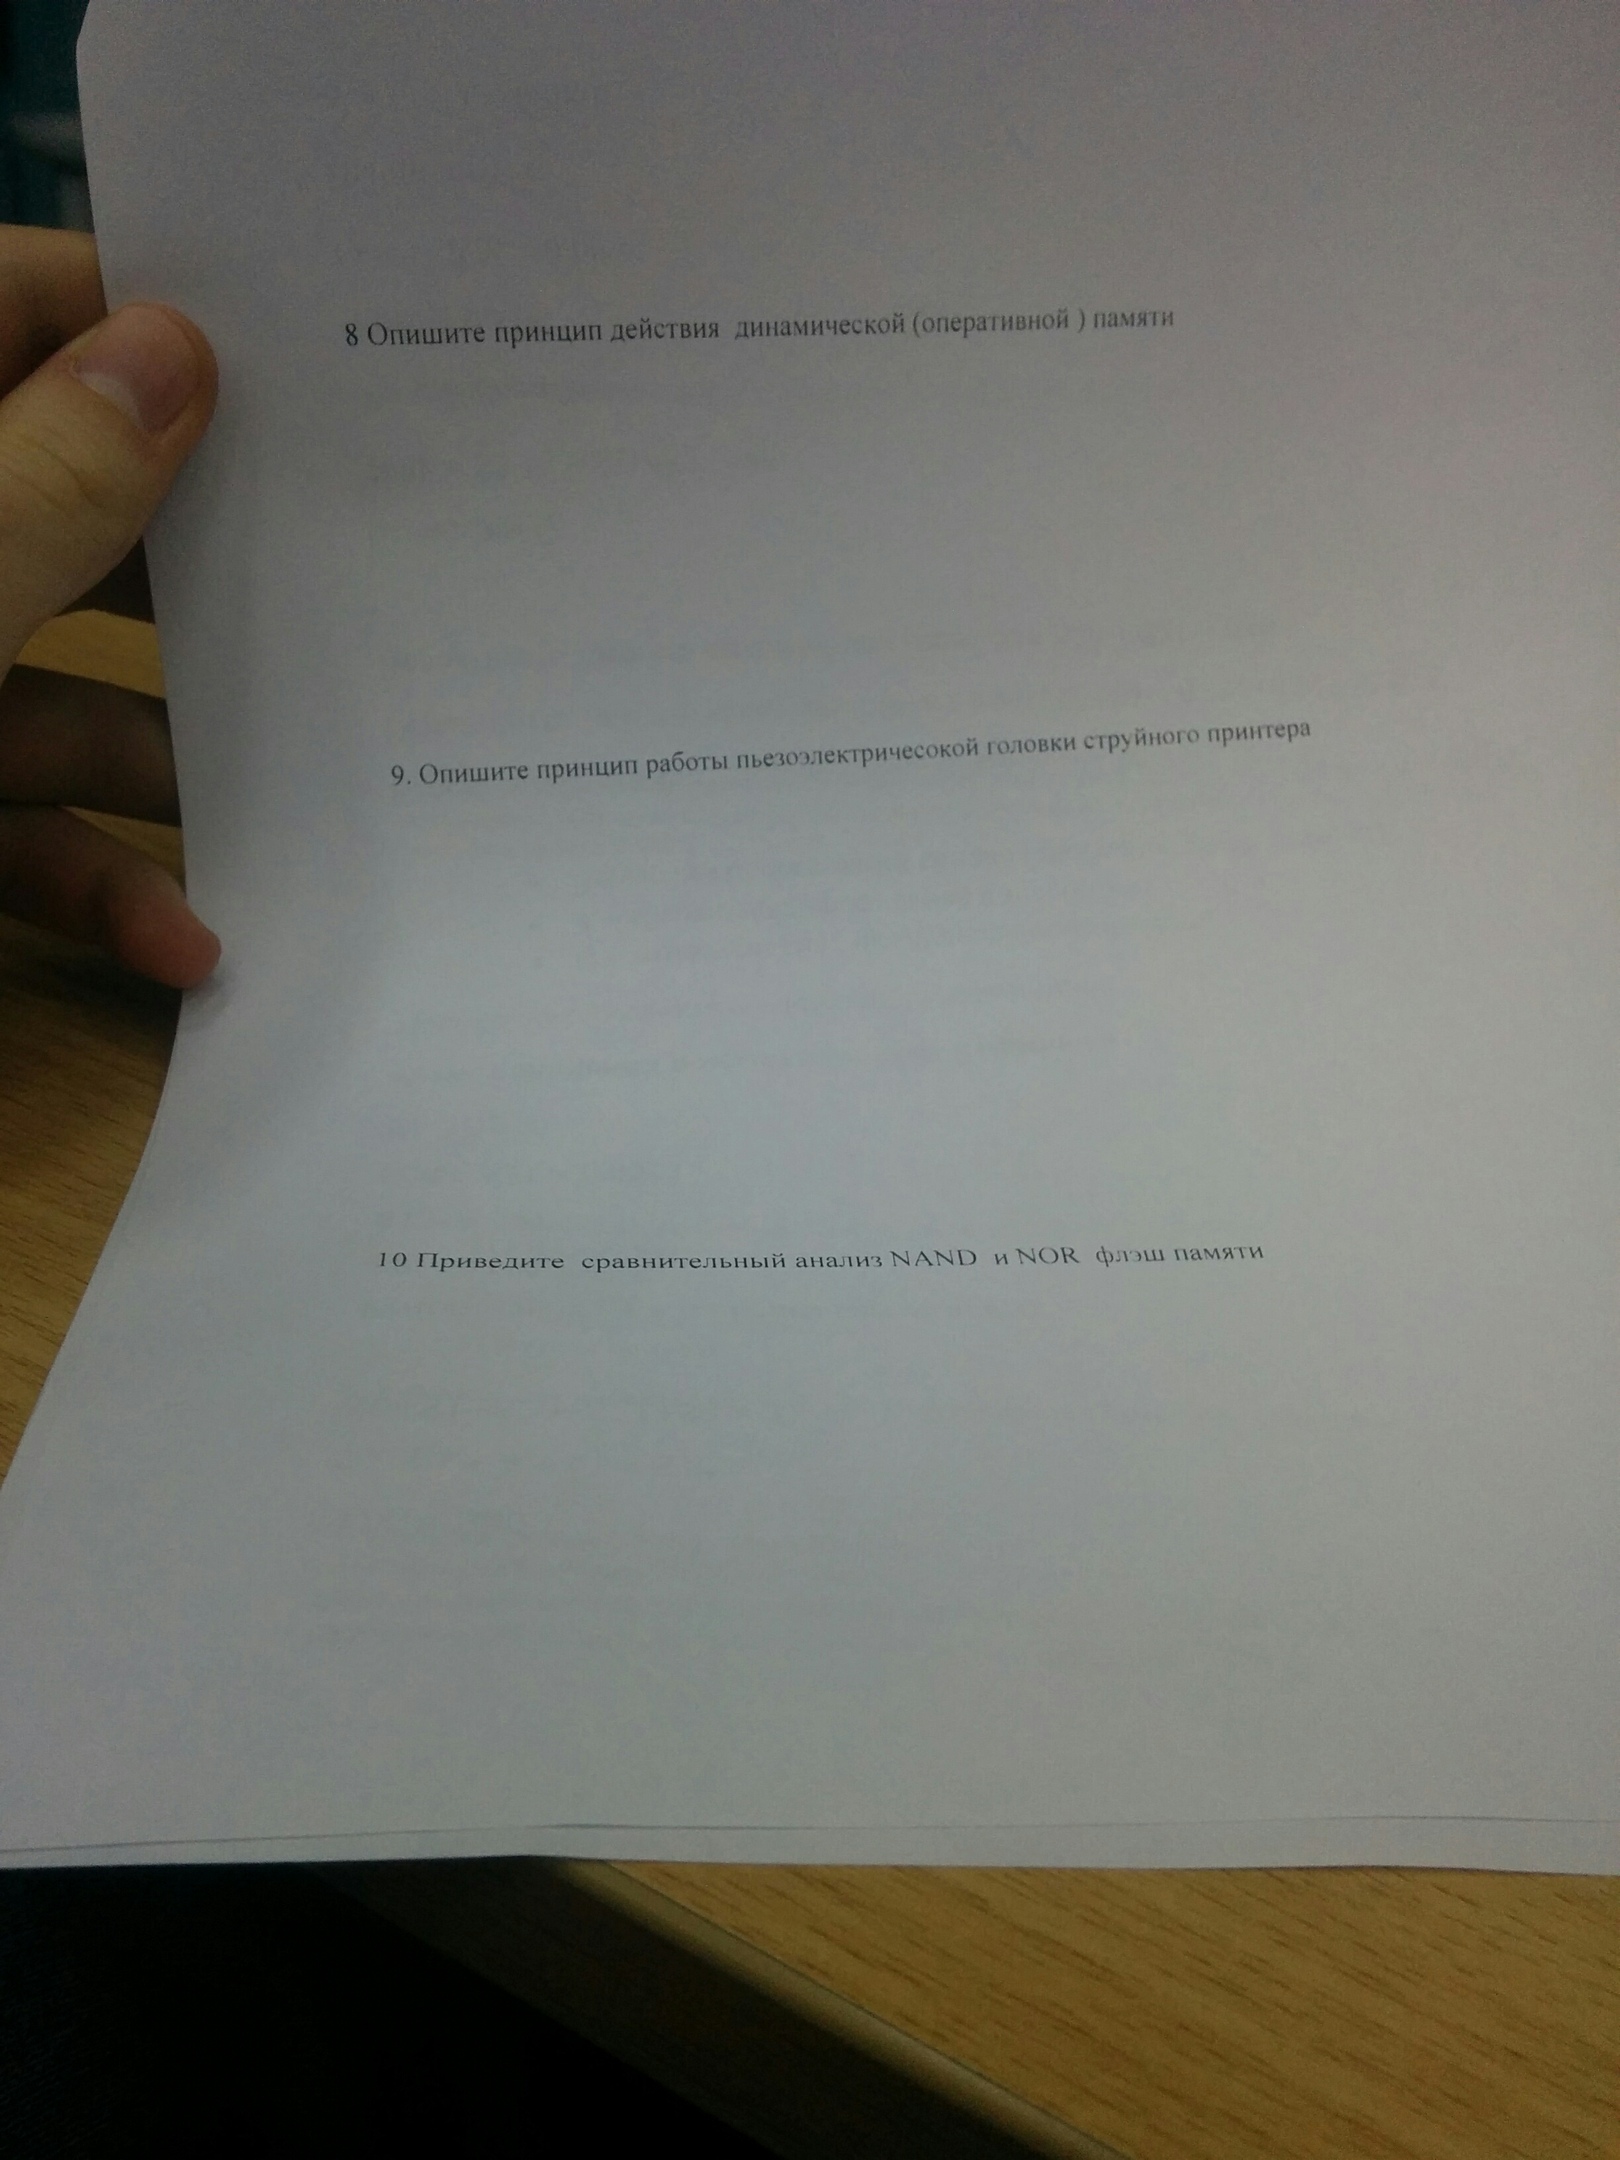 8 Опишите принцип действия динамической (оперативной ) памяти
9. Опишите принцип работы пьезоэлектричесокой головки струйного принтера
10 Приведите сравнительный анализ NAND и NOR флэш памяти